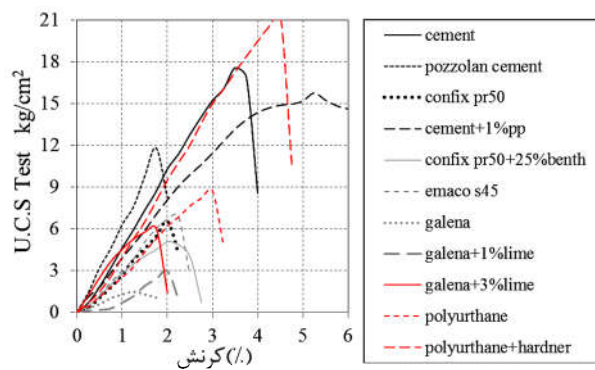 U.C.S Test kg/cm²
21
18
15
12
9
6
3
0
0 1 2 3 4 5 6
کرنش(٪)
cement
pozzolan cement
confix pr50
cement+1%pp
confix pr50+25%benth
emaco s45
galena
galena+1%lime
galena+3%lime
polyurthane
polyurthane+hardner